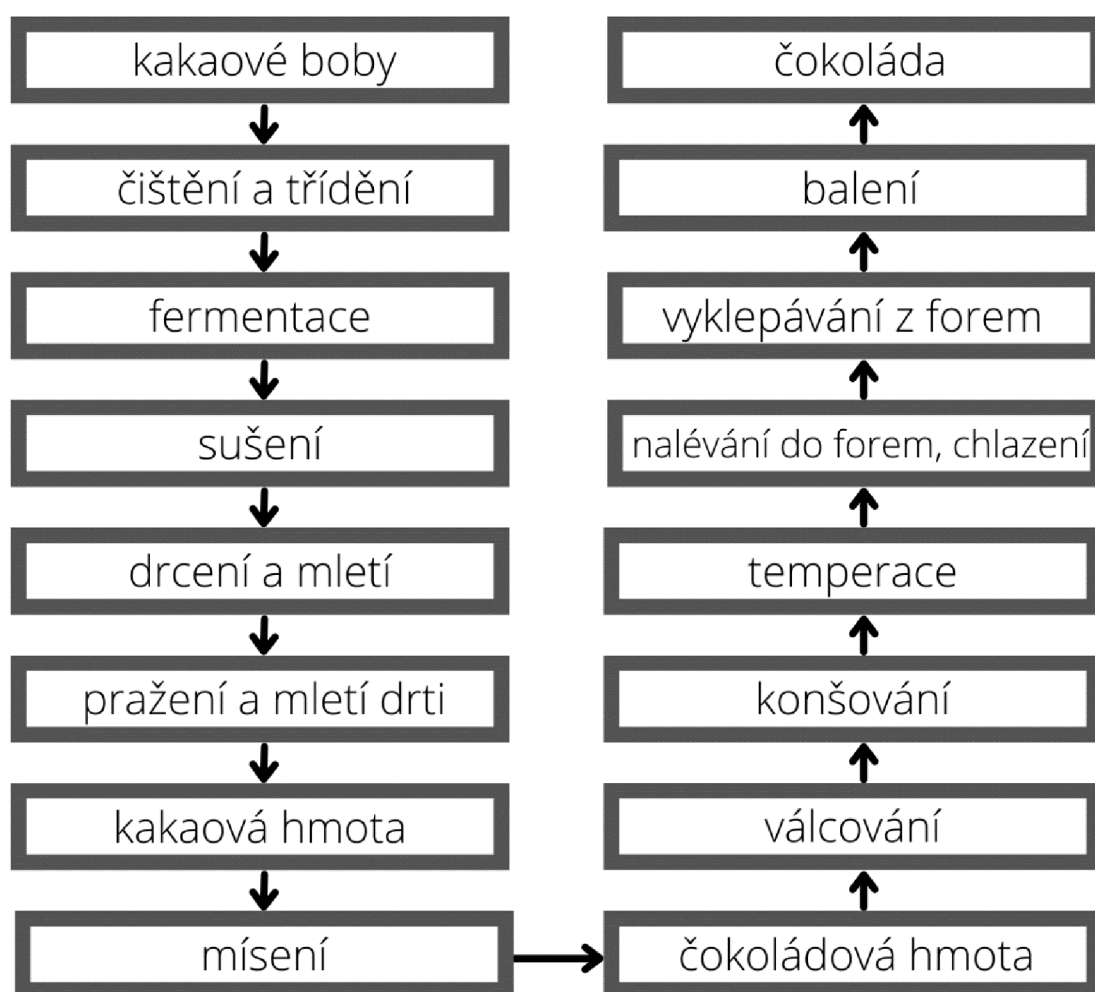 kakaové boby
čištění a třídění
fermentace
sušení
drcení a mletí
pražení a mletí drti
kakaová hmota
mísení
čokoládová hmota
válcování
konšování
temperace
nalévání do forem, chlazení
vyklepávání z forem
balení
čokoláda